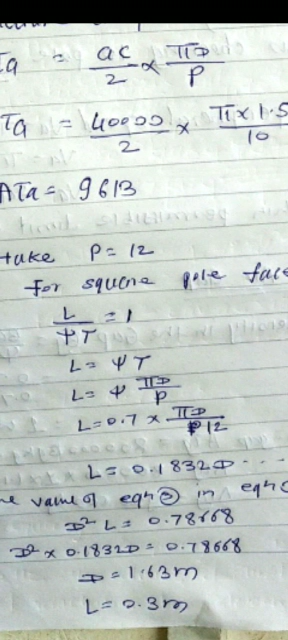 Ta = ac/2 × πD/P
Ta = 40000/2 × π×1.5/10
ATa = 9613
take P = 12
For square pole face
L/ψτ = 1
L = ψτ
L = ψ πD/P
L = 0.7 × πD/12
L = 0.1832D ....
value of eqn② in eqn
D² L = 0.78668
D² × 0.1832D = 0.78668
D = 1.63m
L = 0.3m